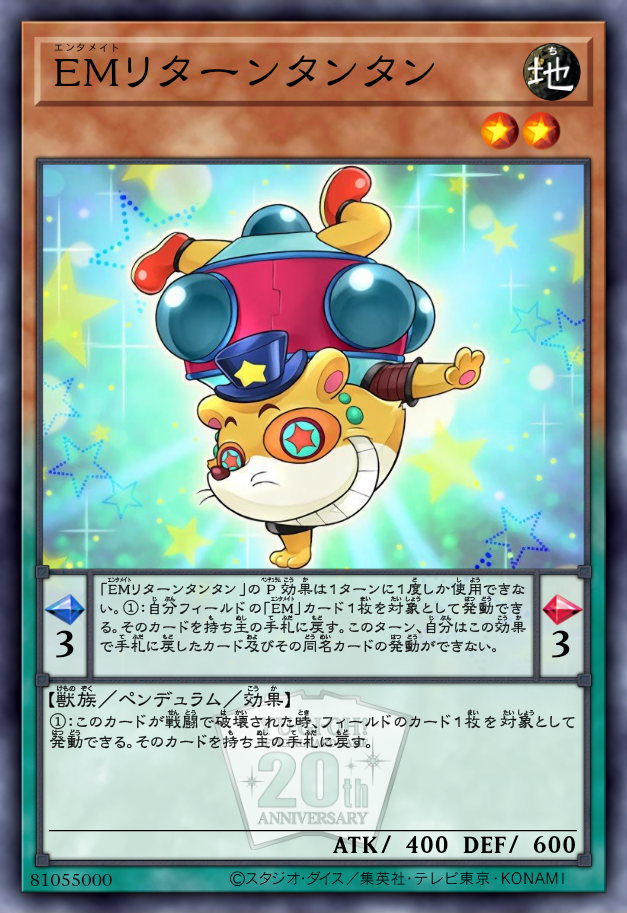 エンタメイト
EMリターンタンタン
ち
地
「EMリターンタンタン」のP効果は1ターンに1度しか使用できな
い。①:自分フィールドの「EM」カード1枚を対象として発動でき
る。そのカードを持ち主の手札に戻す。このターン、自分はこの効果
で手札に戻したカード及びその同名カードの発動ができない。
3
3
【獣族/ペンデュラム/効果】
①:このカードが戦闘で破壊された時、フィールドのカード1枚を対象として
発動できる。そのカードを持ち主の手札に戻す。
20th
ANNIVERSARY
ATK/ 400 DEF/ 600
81055000
©スタジオ・ダイス/集英社・テレビ東京・KONAMI